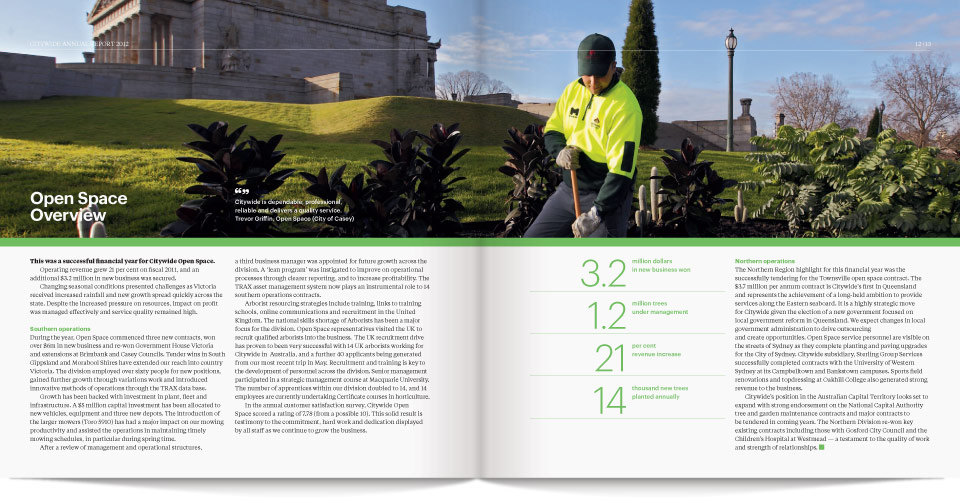 CITYWIDE ANNUAL REPORT 2012
12 / 13
Open Space
Overview
“”
Citywide is dependable, professional,
reliable and delivers a quality service.
Trevor Griffin, Open Space (City of Casey)
This was a successful financial year for Citywide Open Space.
Operating revenue grew 21 per cent on fiscal 2011, and an
additional $3.2 million in new business was secured.
Changing seasonal conditions presented challenges as Victoria
received increased rainfall and new growth spread quickly across the
state. Despite the increased pressure on resources, impact on profit
was managed effectively and service quality remained high.
Southern operations
During the year, Open Space commenced three new contracts, won
over $6m in new business and re-won Government House Victoria
and extensions at Brimbank and Casey Councils. Tender wins in South
Gippsland and Moorabool Shires have extended our reach into country
Victoria. The division employed over sixty people for new positions,
gained further growth through variations work and introduced
innovative methods of operations through the TRAX data base.
Growth has been backed with investment in plant, fleet and
infrastructure. A $3 million capital investment has been allocated to
new vehicles, equipment and three new depots. The introduction of
the larger mowers (Toro 5910) has had a major impact on our mowing
productivity and assisted the operations in maintaining timely
mowing schedules, in particular during spring time.
After a review of management and operational structures,
a third business manager was appointed for future growth across the
division. A ‘lean program’ was instigated to improve on operational
processes through clearer reporting, and to increase profitability. The
TRAX asset management system now plays an instrumental role to 14
southern operations contracts.
Arborist resourcing strategies include training, links to training
schools, online communications and recruitment in the United
Kingdom. The national skills shortage of Arborists has been a major
focus for the division. Open Space representatives visited the UK to
recruit qualified arborists into the business. The UK recruitment drive
has proven to been very successful with 14 UK arborists working for
Citywide in Australia, and a further 40 applicants being generated
from our most recent trip in May. Recruitment and training is key to
the development of personnel across the division. Senior management
participated in a strategic management course at Macquarie University.
The number of apprentices within our division doubled to 14, and 14
employees are currently undertaking Certificate courses in horticulture.
In the annual customer satisfaction survey, Citywide Open
Space scored a rating of 7.78 (from a possible 10). This solid result is
testimony to the commitment, hard work and dedication displayed
by all staff as we continue to grow the business.
3.2 million dollars
in new business won
1.2 million trees
under management
21 per cent
revenue increase
14 thousand new trees
planted annually
Northern operations
The Northern Region highlight for this financial year was the
successfully tendering for the Townsville open space contract. The
$3.7 million per annum contract is Citywide's first in Queensland
and represents the achievement of a long-held ambition to provide
services along the Eastern seaboard. It is a highly strategic move
for Citywide given the election of a new government focused on
local government reform in Queensland. We expect changes in local
government administration to drive outsourcing
and create opportunities. Open Space service personnel are visible on
the streets of Sydney as they complete planting and paving upgrades
for the City of Sydney. Citywide subsidiary, Sterling Group Services
successfully completed contracts with the University of Western
Sydney at its Campbelltown and Bankstown campuses. Sports field
renovations and topdressing at Oakhill College also generated strong
revenue to the business.
Citywide's position in the Australian Capital Territory looks set to
expand with strong endorsement on the National Capital Authority
tree and garden maintenance contracts and major contracts to
be tendered in coming years. The Northern Division re-won key
existing contracts including those with Gosford City Council and the
Children's Hospital at Westmead — a testament to the quality of work
and strength of relationships.